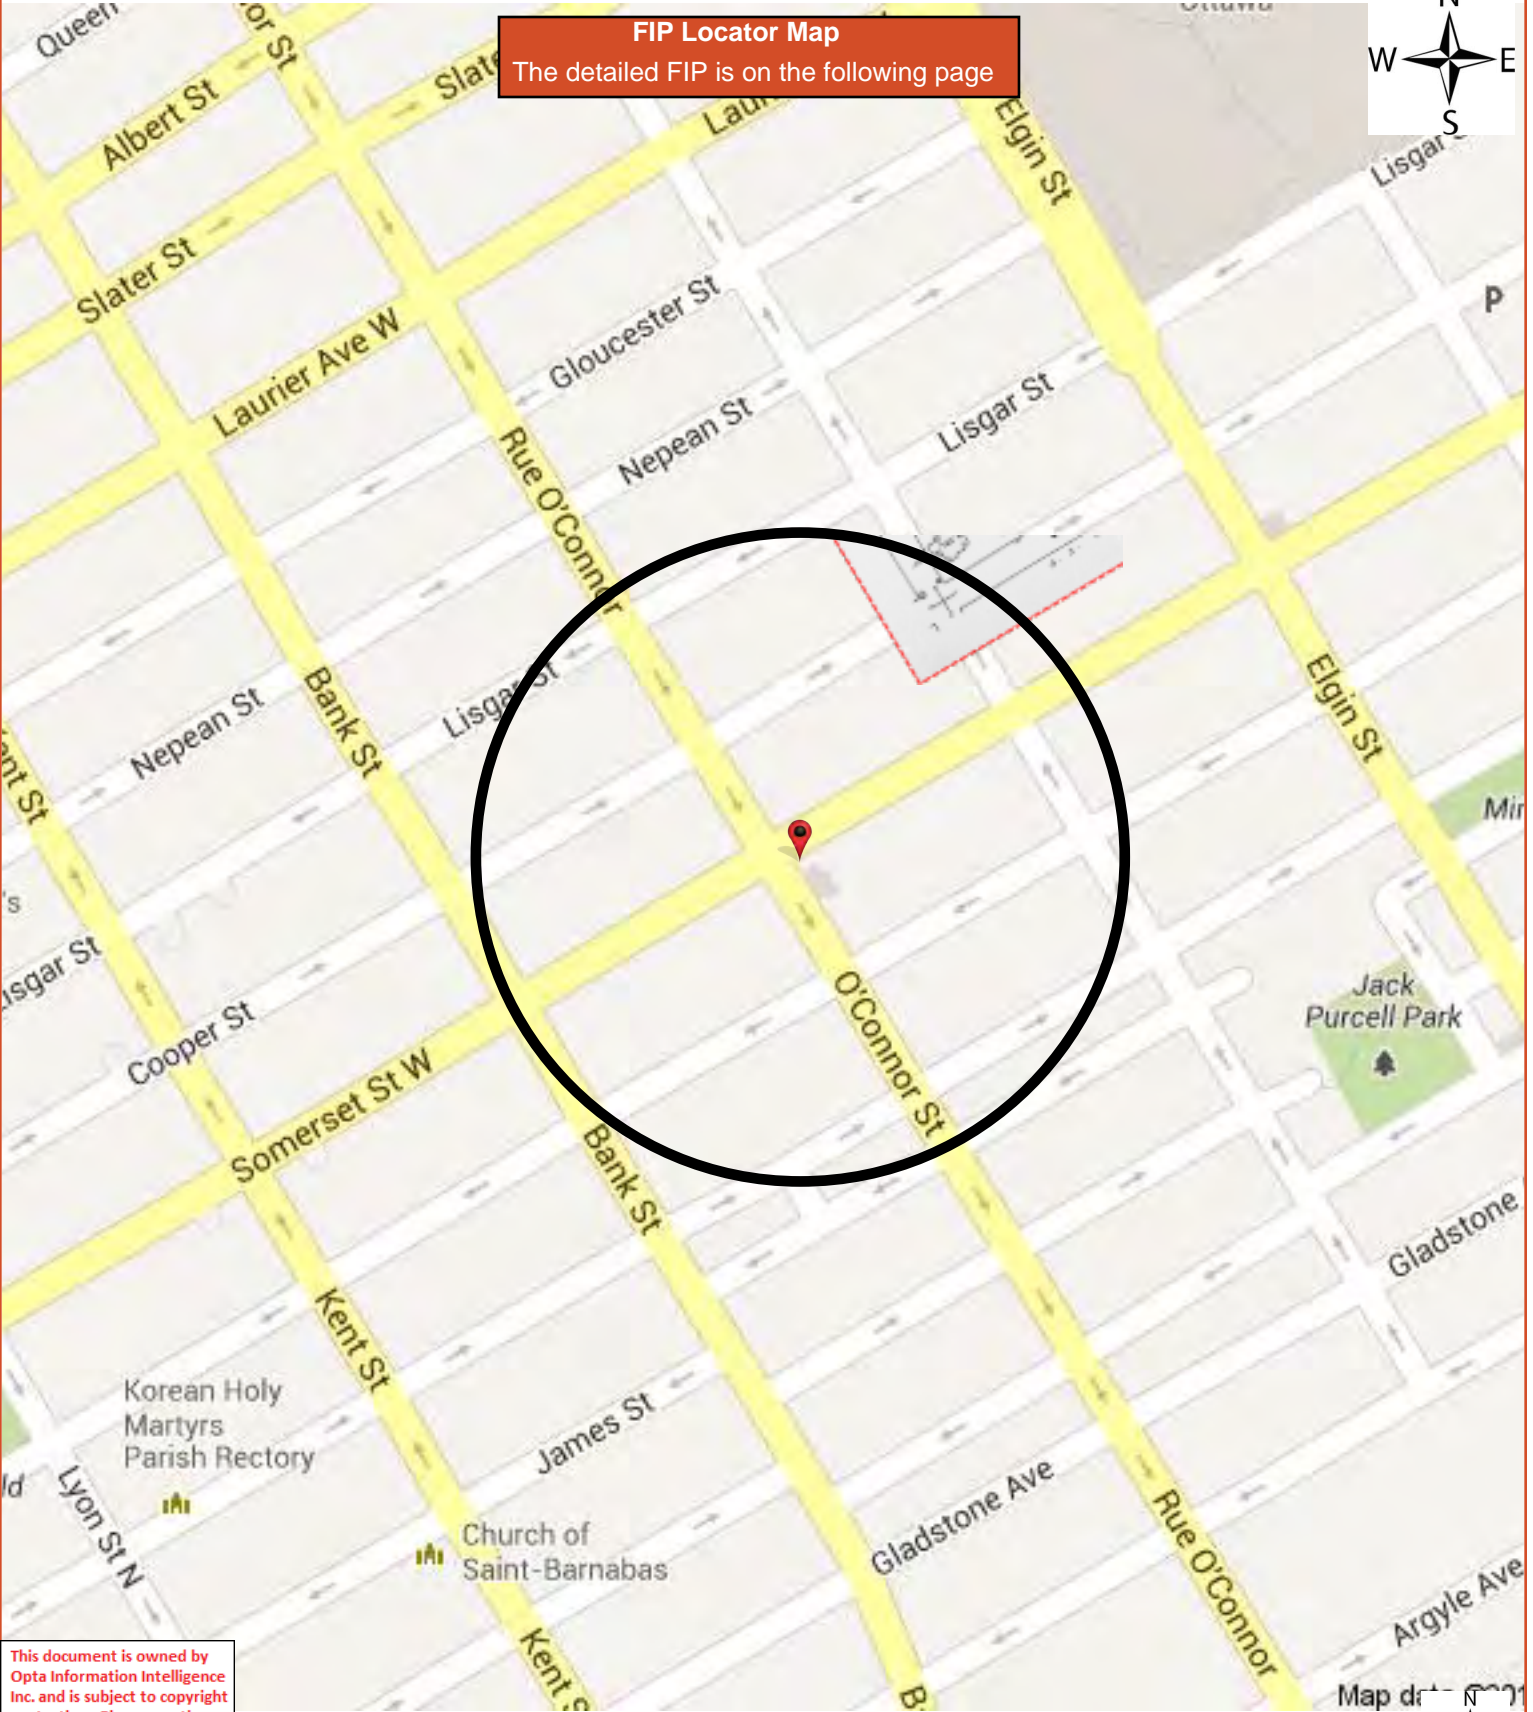 FIP Locator Map
The detailed FIP is on the following page
N
W
E
S
Ottawa
Queen
Albert St
Slater St
Laurier Ave W
Gloucester St
Nepean St
Lisgar St
Elgin St
Lisgar
P
Rue O'Connor
Bank St
Nepean St
Lisgar St
Elgin St
Cooper St
Somerset St W
O'Connor St
Jack
Purcell Park
Bank St
Gladstone
Kent St
Korean Holy
Martyrs
Parish Rectory
James St
Lyon St N
Church of
Saint-Barnabas
Gladstone Ave
Rue O'Connor
Argyle Ave
Kent S
This document is owned by
Opta Information Intelligence
Inc. and is subject to copyright
Map da
N